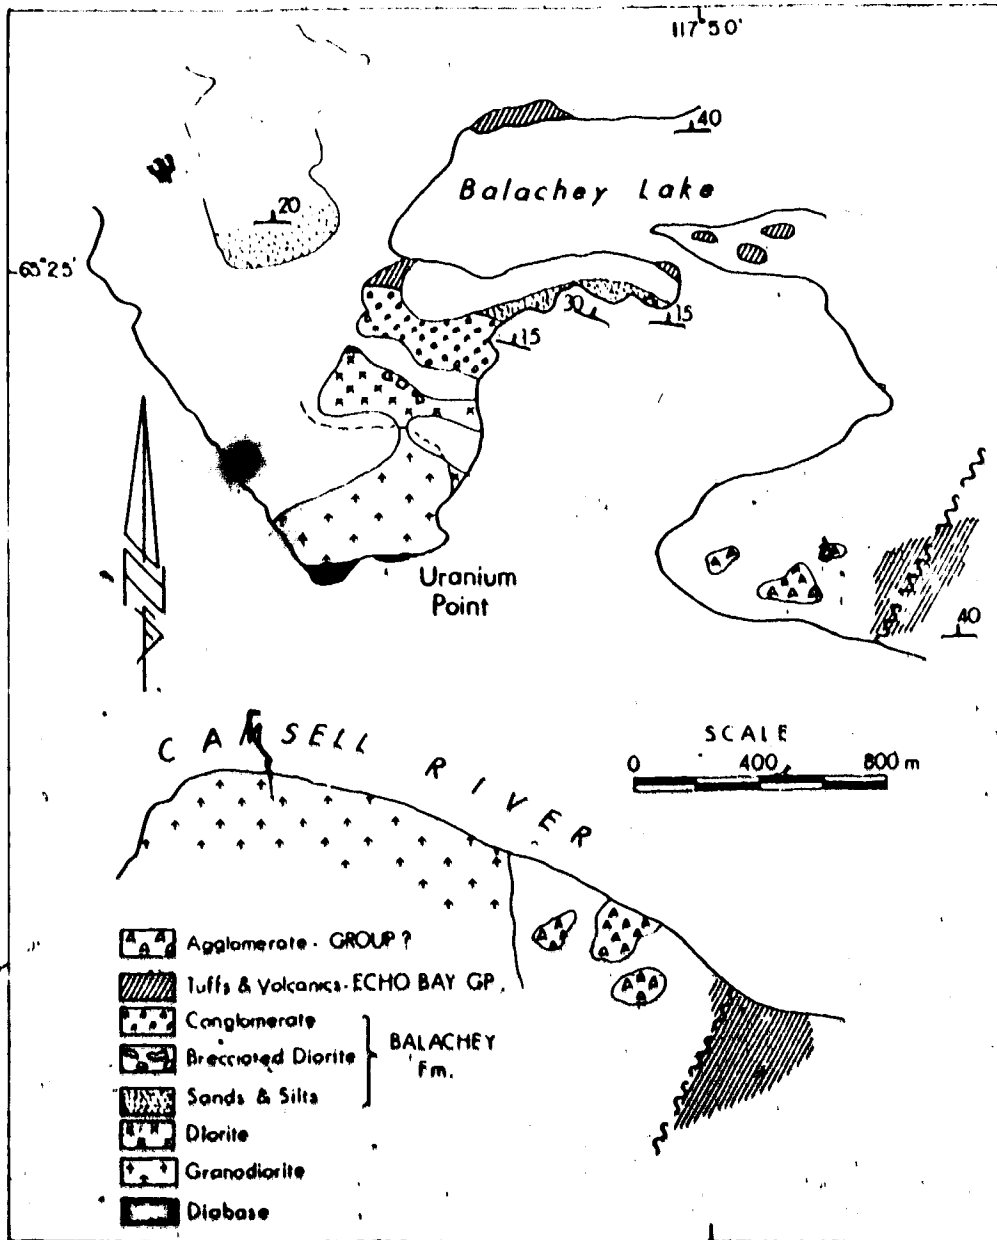 117°50'
40
Balachey Lake
20
65°25'
30
15
15
Uranium
Point
40
CAMSELL RIVER
SCALE
0 400 800 m
Agglomerate - GROUP ?
Tuffs & Volcanics - ECHO BAY GP.
Conglomerate
Brecciated Diorite
BALACHEY
Fm.
Sands & Silts
Diorite
Granodiorite
Diabase